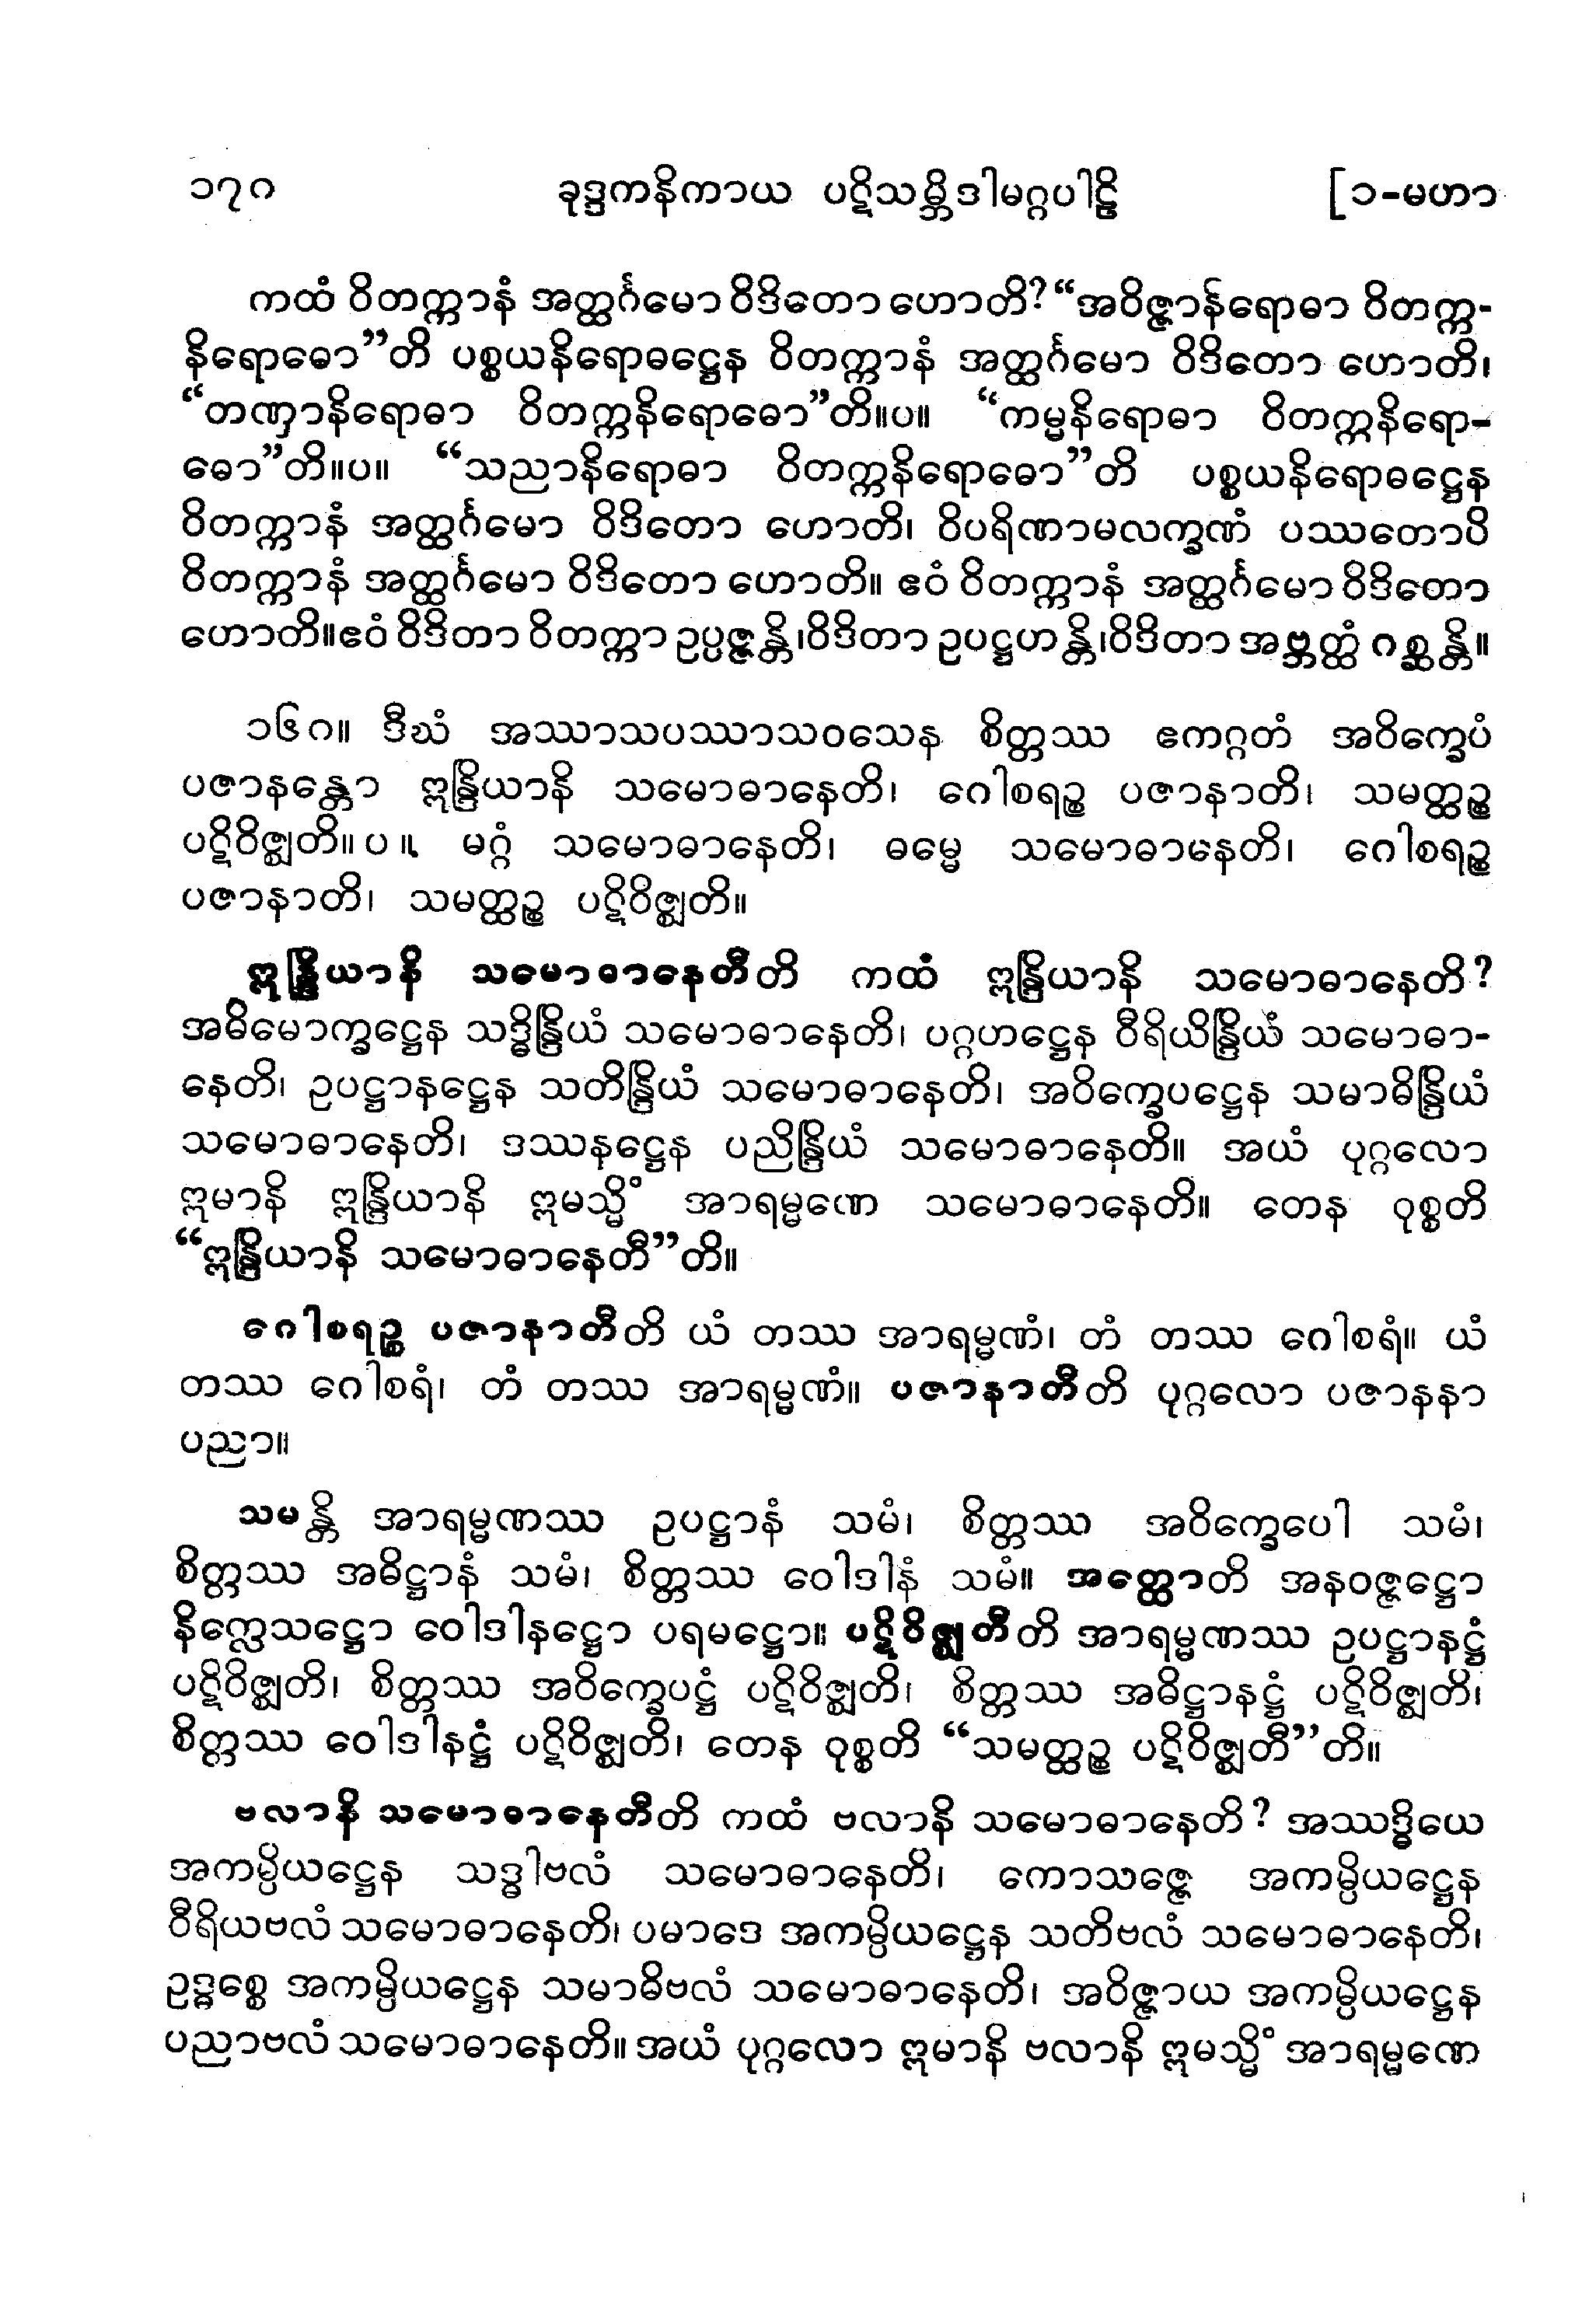 ၁၇၀ ခုဒ္ဒကနိကာယ ပဋိသမ္ဘိဒါမဂ္ဂပါဠိ [၁-မဟာ
ကထံ ဝိတက္ကာနံ အတ္ထင်္ဂမော ဝိဒိတော ဟောတိ? “အဝိဇ္ဇာနိရောဓာ ဝိတက္က-
နိရောဓော”တိ ပစ္စယနိရောဓဋ္ဌေန ဝိတက္ကာနံ အတ္ထင်္ဂမော ဝိဒိတော ဟောတိ၊
“တဏှာနိရောဓာ ဝိတက္ကနိရောဓော”တိ။ပ။ “ကမ္မနိရောဓာ ဝိတက္ကနိရော-
ဓော”တိ။ပ။ “သညာနိရောဓာ ဝိတက္ကနိရောဓော”တိ ပစ္စယနိရောဓဋ္ဌေန
ဝိတက္ကာနံ အတ္ထင်္ဂမော ဝိဒိတော ဟောတိ၊ ဝိပရိဏာမလက္ခဏံ ပဿတောပိ
ဝိတက္ကာနံ အတ္ထင်္ဂမော ဝိဒိတော ဟောတိ။ ဧဝံ ဝိတက္ကာနံ အတ္ထင်္ဂမော ဝိဒိတော
ဟောတိ။ဧဝံ ဝိဒိတာ ဝိတက္ကာ ဥပ္ပဇ္ဇန္တိ၊ဝိဒိတာ ဥပဋ္ဌဟန္တိ၊ဝိဒိတာ အဗ္ဘတ္ထံ ဂစ္ဆန္တိ။
၁၆၀။ ဒီဃံ အဿာသပဿာသဝသေန စိတ္တဿ ဧကဂ္ဂတံ အဝိက္ခေပံ
ပဇာနန္တော ဣန္ဒြိယာနိ သမောဓာနေတိ၊ ဂေါစရဉ္စ ပဇာနာတိ၊ သမတ္ထဉ္စ
ပဋိဝိဇ္ဈတိ။ ပ ။ မဂ္ဂံ သမောဓာနေတိ၊ ဓမ္မေ သမောဓာနေတိ၊ ဂေါစရဉ္စ
ပဇာနာတိ၊ သမတ္ထဉ္စ ပဋိဝိဇ္ဈတိ။
ဣန္ဒြိယာနိ သမောဓာနေတီတိ ကထံ ဣန္ဒြိယာနိ သမောဓာနေတိ?
အဓိမောက္ခဋ္ဌေန သဒ္ဓိန္ဒြိယံ သမောဓာနေတိ၊ ပဂ္ဂဟဋ္ဌေန ဝီရိယိန္ဒြိယံ သမောဓာ-
နေတိ၊ ဥပဋ္ဌာနဋ္ဌေန သတိန္ဒြိယံ သမောဓာနေတိ၊ အဝိက္ခေပဋ္ဌေန သမာဓိန္ဒြိယံ
သမောဓာနေတိ၊ ဒဿနဋ္ဌေန ပညိန္ဒြိယံ သမောဓာနေတိ။ အယံ ပုဂ္ဂလော
ဣမာနိ ဣန္ဒြိယာနိ ဣမသ္မိံ အာရမ္မဏေ သမောဓာနေတိ။ တေန ဝုစ္စတိ
“ဣန္ဒြိယာနိ သမောဓာနေတီ”တိ။
ဂေါစရဉ္စ ပဇာနာတီတိ ယံ တဿ အာရမ္မဏံ၊ တံ တဿ ဂေါစရံ။ ယံ
တဿ ဂေါစရံ၊ တံ တဿ အာရမ္မဏံ။ ပဇာနာတီတိ ပုဂ္ဂလော ပဇာနနာ
ပညာ။
သမန္တိ အာရမ္မဏဿ ဥပဋ္ဌာနံ သမံ၊ စိတ္တဿ အဝိက္ခေပေါ သမံ၊
စိတ္တဿ အဓိဋ္ဌာနံ သမံ၊ စိတ္တဿ ဝေါဒါနံ သမံ။ အတ္ထောတိ အနဝဇ္ဇဋ္ဌော
နိက္လေသဋ္ဌော ဝေါဒါနဋ္ဌော ပရမဋ္ဌော။ ပဋိဝိဇ္ဈတီတိ အာရမ္မဏဿ ဥပဋ္ဌာနဋ္ဌံ
ပဋိဝိဇ္ဈတိ၊ စိတ္တဿ အဝိက္ခေပဋ္ဌံ ပဋိဝိဇ္ဈတိ၊ စိတ္တဿ အဓိဋ္ဌာနဋ္ဌံ ပဋိဝိဇ္ဈတိ၊
စိတ္တဿ ဝေါဒါနဋ္ဌံ ပဋိဝိဇ္ဈတိ၊ တေန ဝုစ္စတိ “သမတ္ထဉ္စ ပဋိဝိဇ္ဈတီ”တိ။
ဗလာနိ သမောဓာနေတီတိ ကထံ ဗလာနိ သမောဓာနေတိ? အဿဒ္ဓိယေ
အကမ္ပိယဋ္ဌေန သဒ္ဓါဗလံ သမောဓာနေတိ၊ ကောသဇ္ဇေ အကမ္ပိယဋ္ဌေန
ဝီရိယဗလံ သမောဓာနေတိ၊ ပမာဒေ အကမ္ပိယဋ္ဌေန သတိဗလံ သမောဓာနေတိ၊
ဥဒ္ဓစ္စေ အကမ္ပိယဋ္ဌေန သမာဓိဗလံ သမောဓာနေတိ၊ အဝိဇ္ဇာယ အကမ္ပိယဋ္ဌေန
ပညာဗလံ သမောဓာနေတိ။ အယံ ပုဂ္ဂလော ဣမာနိ ဗလာနိ ဣမသ္မိံ အာရမ္မဏေ